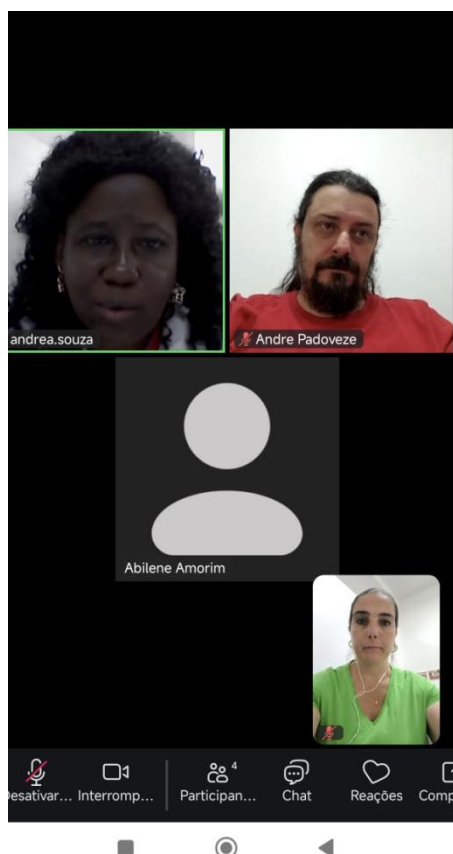 andrea.souza
Andre Padoveze
Abilene Amorim
4
Desativar... Interromp... Participan... Chat Reações Comp